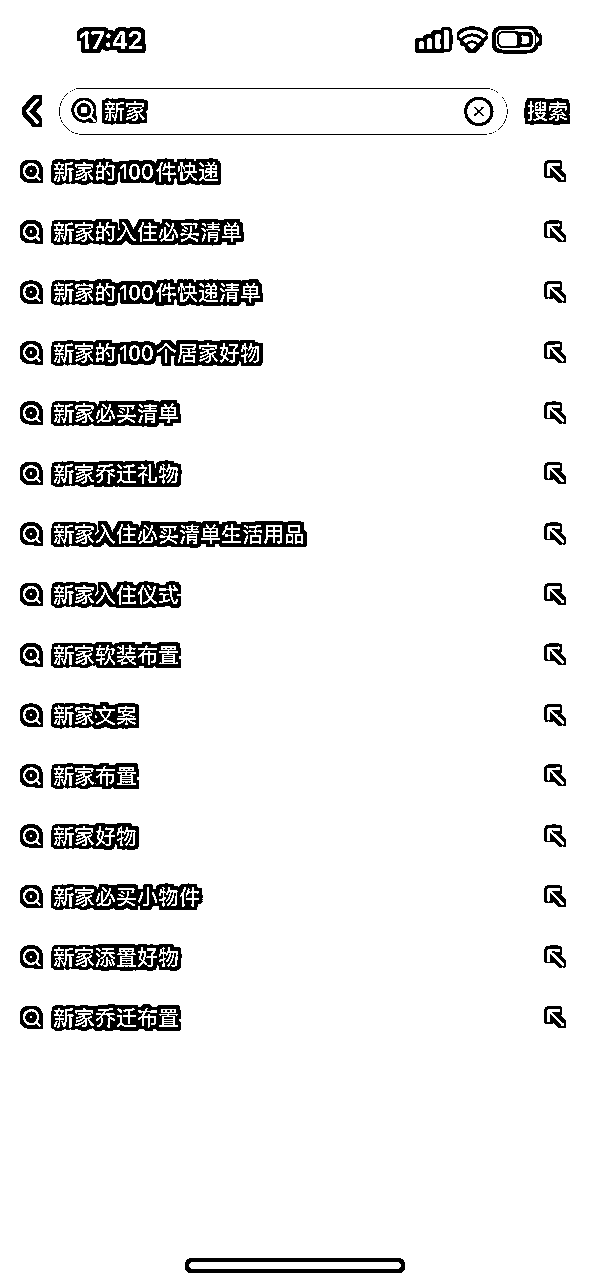 17:42
新家
搜索
新家的100件快递
新家的入住必买清单
新家的100件快递清单
新家的100个居家好物
新家必买清单
新家乔迁礼物
新家入住必买清单生活用品
新家入住仪式
新家软装布置
新家文案
新家布置
新家好物
新家必买小物件
新家添置好物
新家乔迁布置